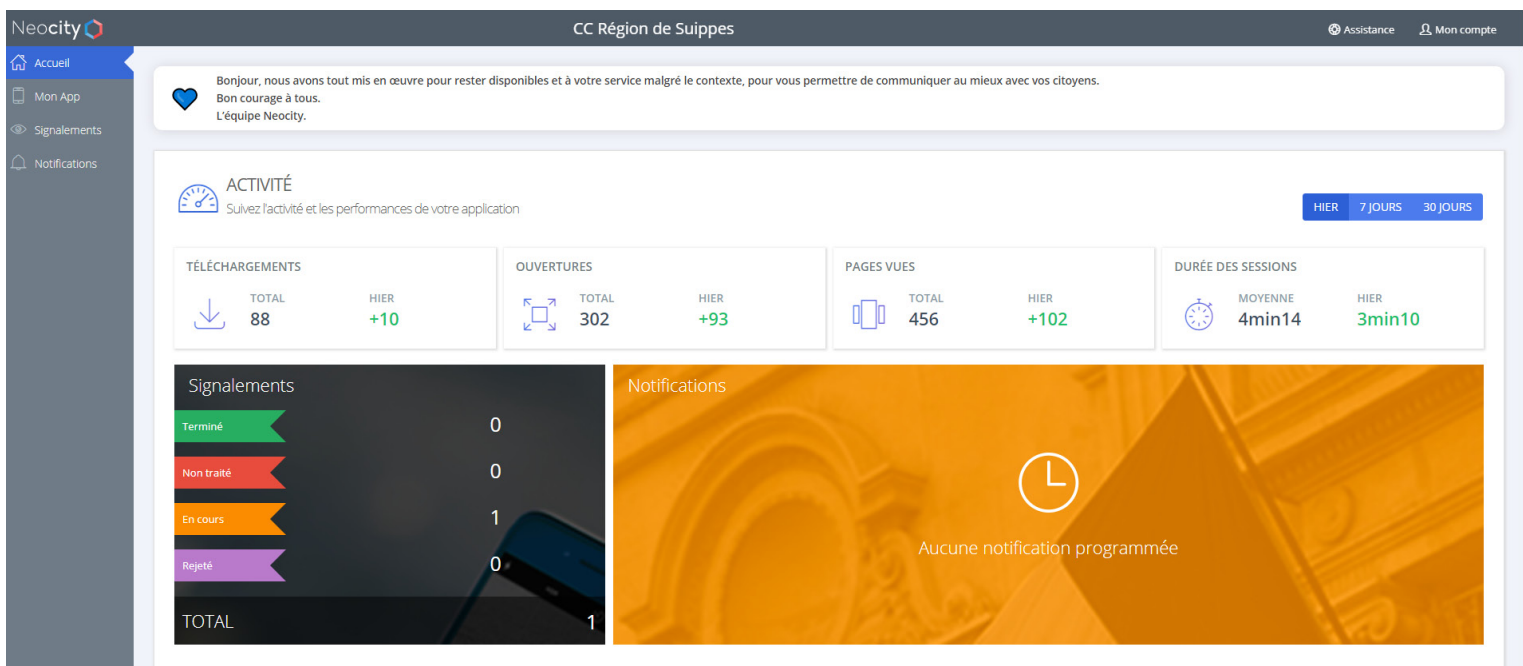 Neocity
CC Région de Suippes
Assistance
Mon compte
Accueil
Mon App
Signalements
Notifications
Bonjour, nous avons tout mis en œuvre pour rester disponibles et à votre service malgré le contexte, pour vous permettre de communiquer au mieux avec vos citoyens.
Bon courage à tous.
L'équipe Neocity.
ACTIVITÉ
Suivez l'activité et les performances de votre application
HIER 7 JOURS 30 JOURS
TÉLÉCHARGEMENTS
TOTAL HIER
88 +10
OUVERTURES
TOTAL HIER
302 +93
PAGES VUES
TOTAL HIER
456 +102
DURÉE DES SESSIONS
MOYENNE HIER
4min14 3min10
Signalements
Terminé 0
Non traité 0
En cours 1
Rejeté 0
TOTAL 1
Notifications
Aucune notification programmée